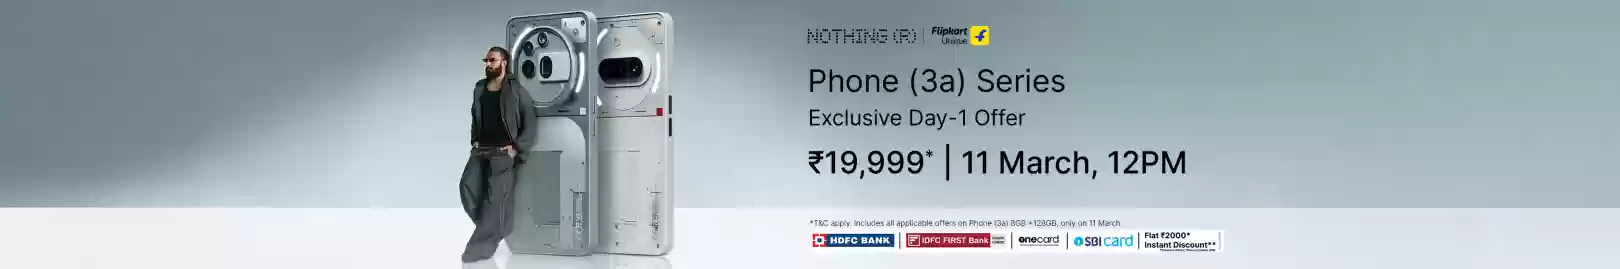 NOTHING (R) | Flipkart Unique
Phone (3a) Series
Exclusive Day-1 Offer
₹19,999* | 11 March, 12PM
*T&C apply. Includes all applicable offers on Phone (3a) 8GB +128GB, only on 11 March
HDFC BANK | IDFC FIRST Bank | onecard | SBI card | Flat ₹2000*
Instant Discount**